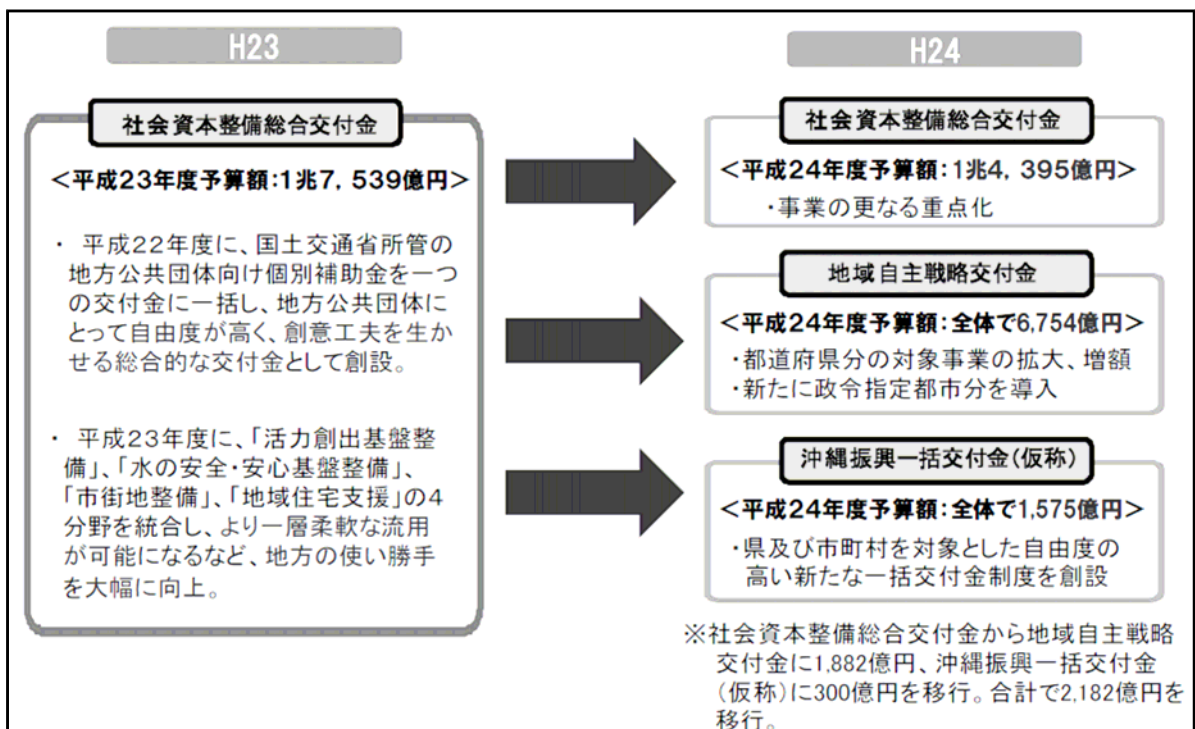 H23
社会資本整備総合交付金
<平成23年度予算額:1兆7,539億円>
・ 平成22年度に、国土交通省所管の
地方公共団体向け個別補助金を一つ
の交付金に一括し、地方公共団体に
とって自由度が高く、創意工夫を生か
せる総合的な交付金として創設。
・ 平成23年度に、「活力創出基盤整
備」、「水の安全・安心基盤整備」、
「市街地整備」、「地域住宅支援」の4
分野を統合し、より一層柔軟な流用
が可能になるなど、地方の使い勝手
を大幅に向上。
H24
社会資本整備総合交付金
<平成24年度予算額:1兆4,395億円>
・事業の更なる重点化
地域自主戦略交付金
<平成24年度予算額:全体で6,754億円>
・都道府県分の対象事業の拡大、増額
・新たに政令指定都市分を導入
沖縄振興一括交付金(仮称)
<平成24年度予算額:全体で1,575億円>
・県及び市町村を対象とした自由度の
高い新たな一括交付金制度を創設
※社会資本整備総合交付金から地域自主戦略
交付金に1,882億円、沖縄振興一括交付金
(仮称)に300億円を移行。合計で2,182億円を
移行。